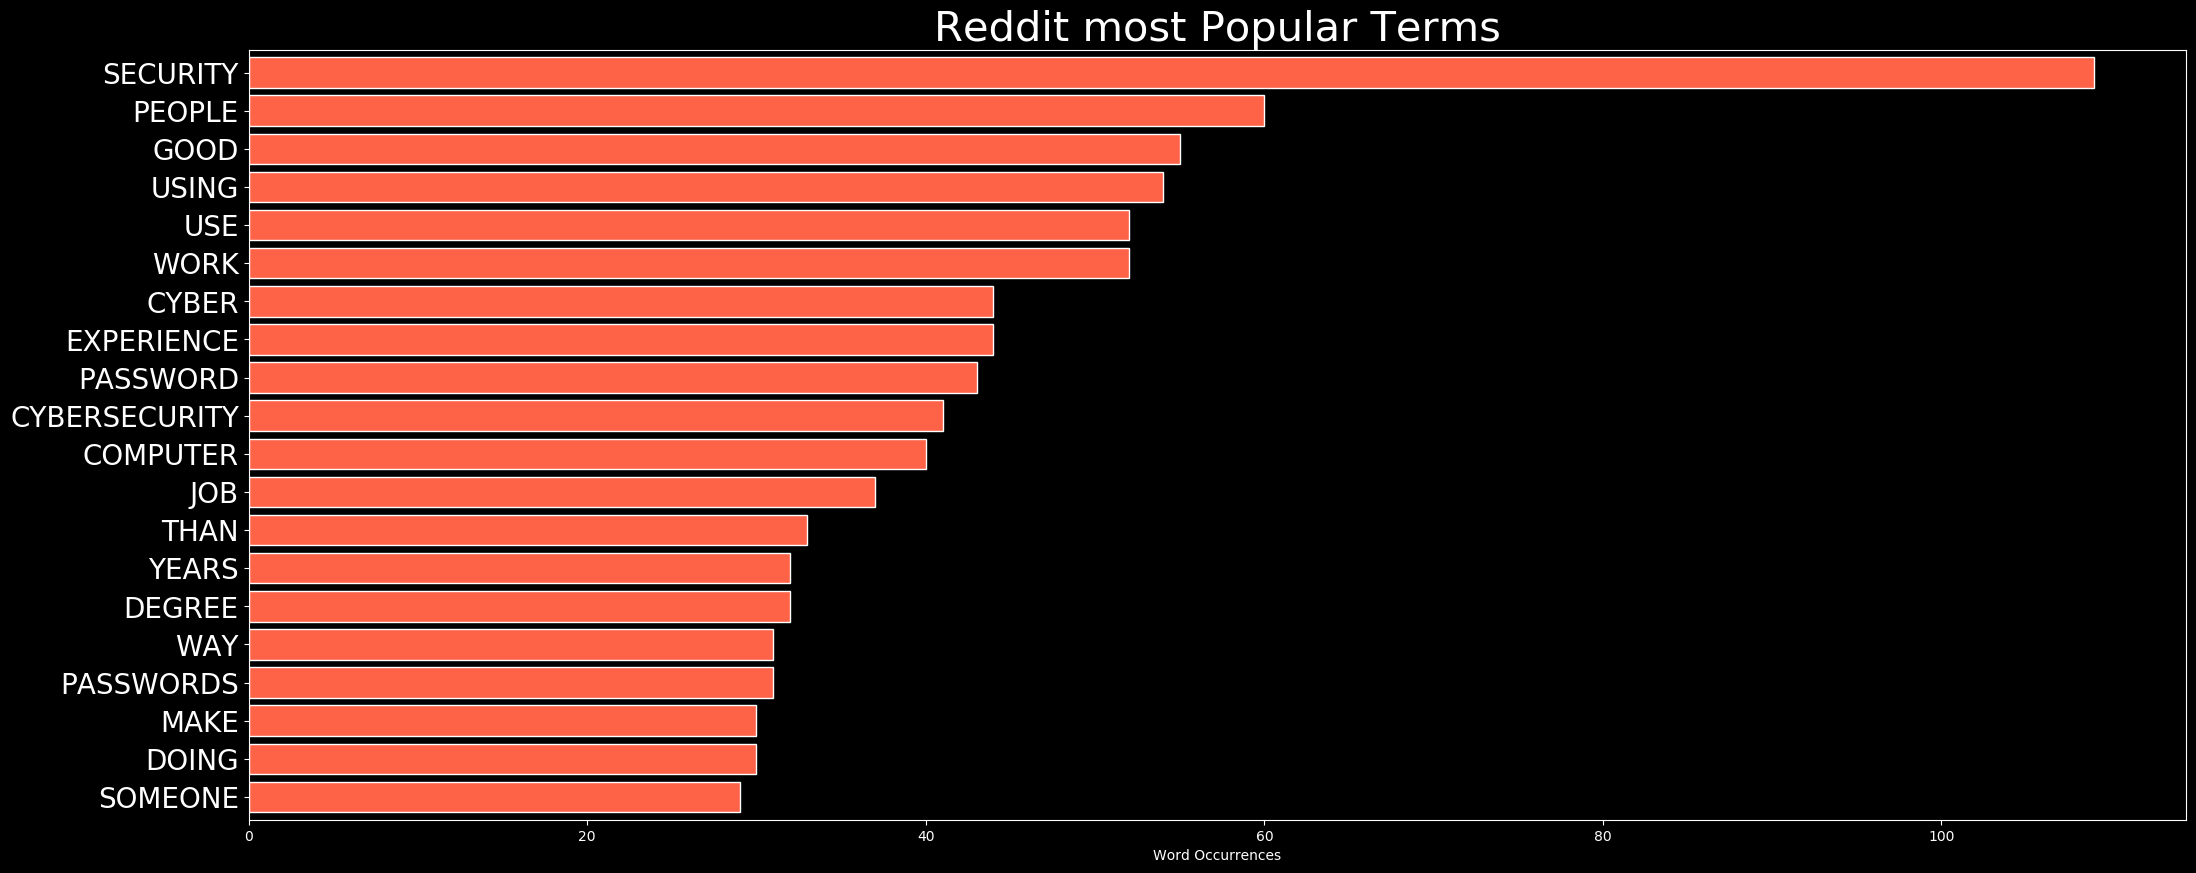 Reddit most Popular Terms
SECURITY
PEOPLE
GOOD
USING
USE
WORK
CYBER
EXPERIENCE
PASSWORD
CYBERSECURITY
COMPUTER
JOB
THAN
YEARS
DEGREE
WAY
PASSWORDS
MAKE
DOING
SOMEONE
0 20 40 60 80 100
Word Occurrences